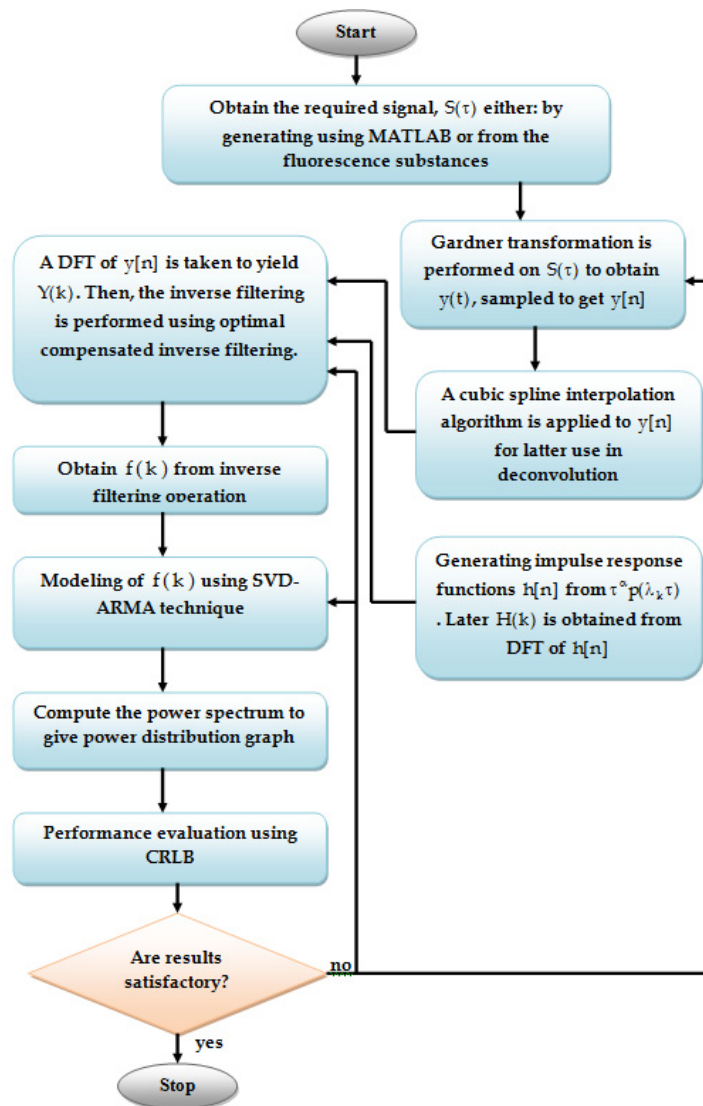 Start
Obtain the required signal, S(τ) either: by
generating using MATLAB or from the
fluorescence substances
Gardner transformation is
performed on S(τ) to obtain
y(t), sampled to get y[n]
A cubic spline interpolation
algorithm is applied to y[n]
for latter use in
deconvolution
A DFT of y[n] is taken to yield
Y(k). Then, the inverse filtering
is performed using optimal
compensated inverse filtering.
Generating impulse response
functions h[n] from τᵅp(λₖτ)
. Later H(k) is obtained from
DFT of h[n]
Obtain f(k) from inverse
filtering operation
Modeling of f(k) using SVD-
ARMA technique
Compute the power spectrum to
give power distribution graph
Performance evaluation using
CRLB
Are results
satisfactory?
no
yes
Stop